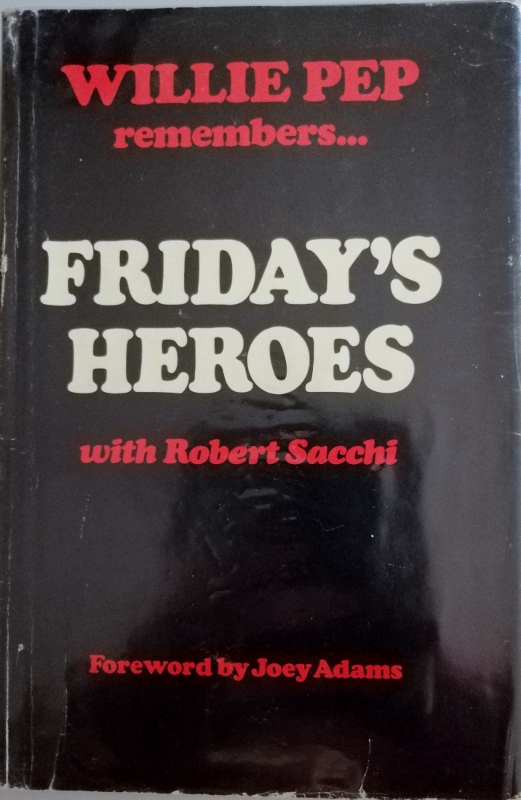 WILLIE PEP
remembers...
FRIDAY'S
HEROES
with Robert Sacchi
Foreword by Joey Adams